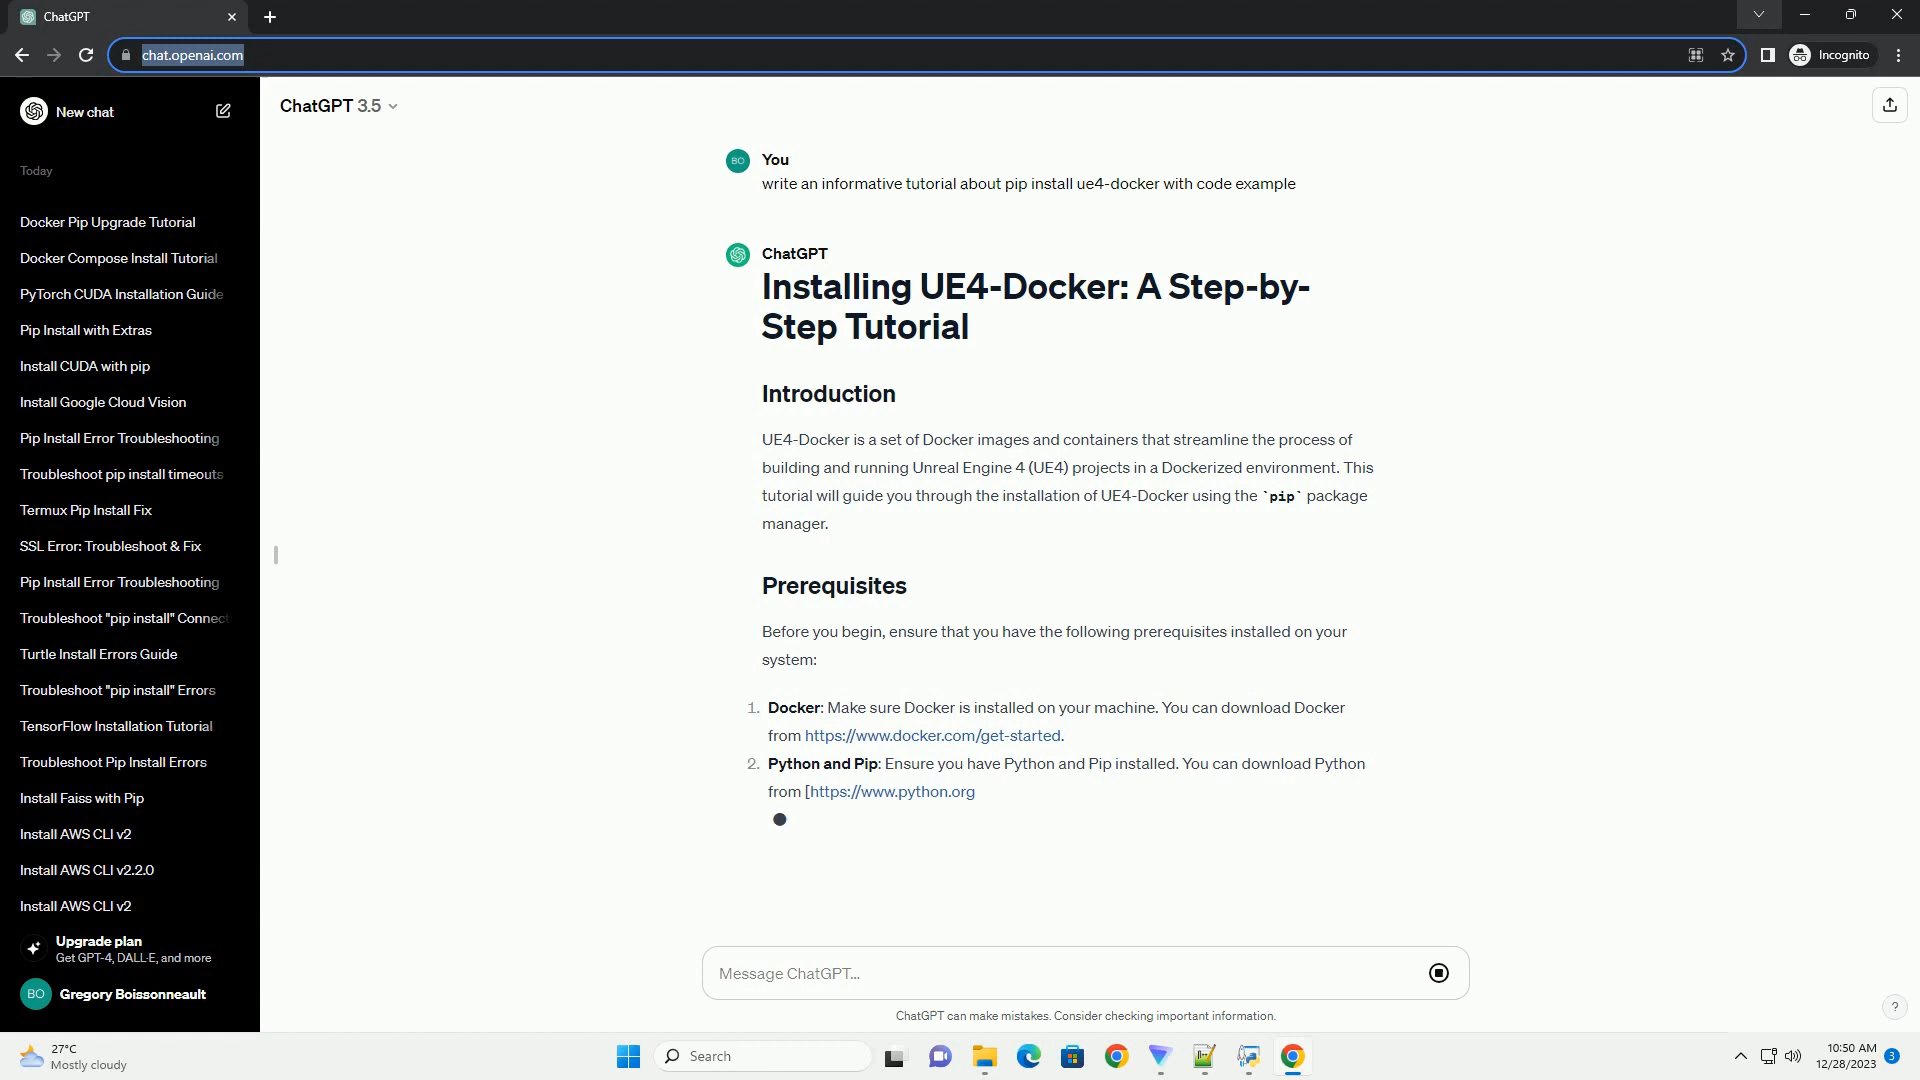 ChatGPT
chat.openai.com
Incognito
New chat
Today
Docker Pip Upgrade Tutorial
Docker Compose Install Tutorial
PyTorch CUDA Installation Guide
Pip Install with Extras
Install CUDA with pip
Install Google Cloud Vision
Pip Install Error Troubleshooting
Troubleshoot pip install timeouts
Termux Pip Install Fix
SSL Error: Troubleshoot & Fix
Pip Install Error Troubleshooting
Troubleshoot "pip install" Connect
Turtle Install Errors Guide
Troubleshoot "pip install" Errors
TensorFlow Installation Tutorial
Troubleshoot Pip Install Errors
Install Faiss with Pip
Install AWS CLI v2
Install AWS CLI v2.2.0
Install AWS CLI v2
Upgrade plan
Get GPT-4, DALL·E, and more
BO Gregory Boissonneault
ChatGPT 3.5
BO You
write an informative tutorial about pip install ue4-docker with code example
ChatGPT
Installing UE4-Docker: A Step-by-
Step Tutorial
Introduction
UE4-Docker is a set of Docker images and containers that streamline the process of
building and running Unreal Engine 4 (UE4) projects in a Dockerized environment. This
tutorial will guide you through the installation of UE4-Docker using the `pip` package
manager.
Prerequisites
Before you begin, ensure that you have the following prerequisites installed on your
system:
1. Docker: Make sure Docker is installed on your machine. You can download Docker
from https://www.docker.com/get-started.
2. Python and Pip: Ensure you have Python and Pip installed. You can download Python
from [https://www.python.org
Message ChatGPT...
ChatGPT can make mistakes. Consider checking important information.
?
27°C
Mostly cloudy
Search
10:50 AM
12/28/2023
3